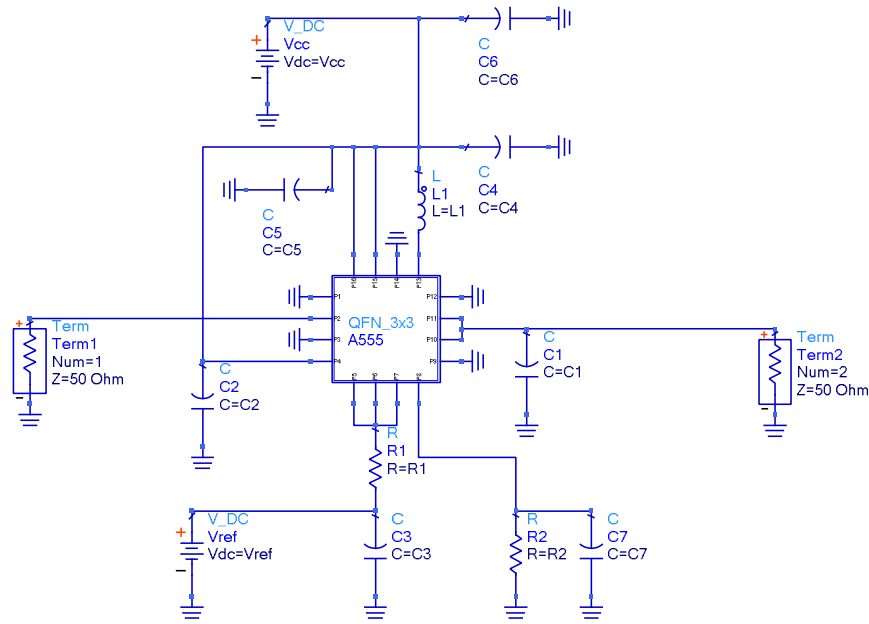 V_DC
Vcc
Vdc=Vcc
+
−
C
C6
C=C6
C
C4
C=C4
L
L1
L=L1
C
C5
C=C5
P16
P15
P14
P13
P1
P2
P3
P4
QFN_3x3
A555
P12
P11
P10
P9
P5
P6
P7
P8
+
Term
Term1
Num=1
Z=50 Ohm
−
C
C2
C=C2
C
C1
C=C1
+
Term
Term2
Num=2
Z=50 Ohm
−
R
R1
R=R1
V_DC
Vref
Vdc=Vref
+
−
C
C3
C=C3
R
R2
R=R2
C
C7
C=C7